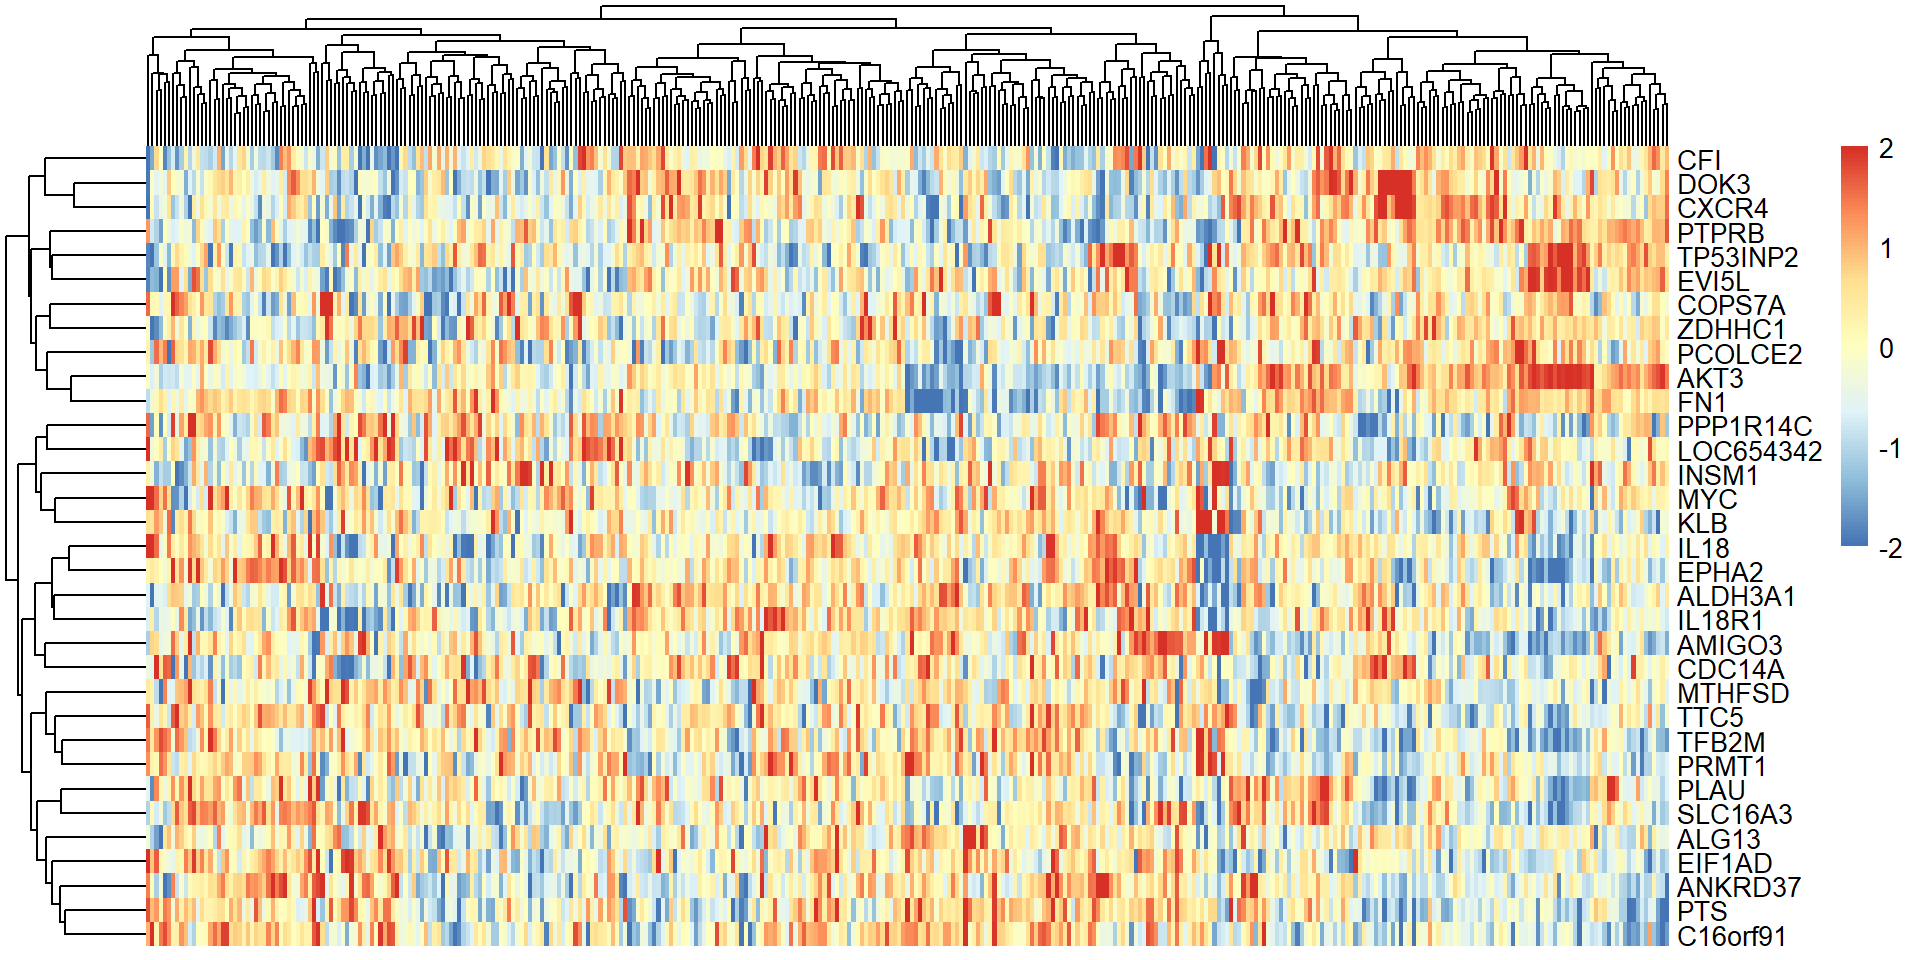 CFI
DOK3
CXCR4
PTPRB
TP53INP2
EVI5L
COPS7A
ZDHHC1
PCOLCE2
AKT3
FN1
PPP1R14C
LOC654342
INSM1
MYC
KLB
IL18
EPHA2
ALDH3A1
IL18R1
AMIGO3
CDC14A
MTHFSD
TTC5
TFB2M
PRMT1
PLAU
SLC16A3
ALG13
EIF1AD
ANKRD37
PTS
C16orf91
2
1
0
-1
-2